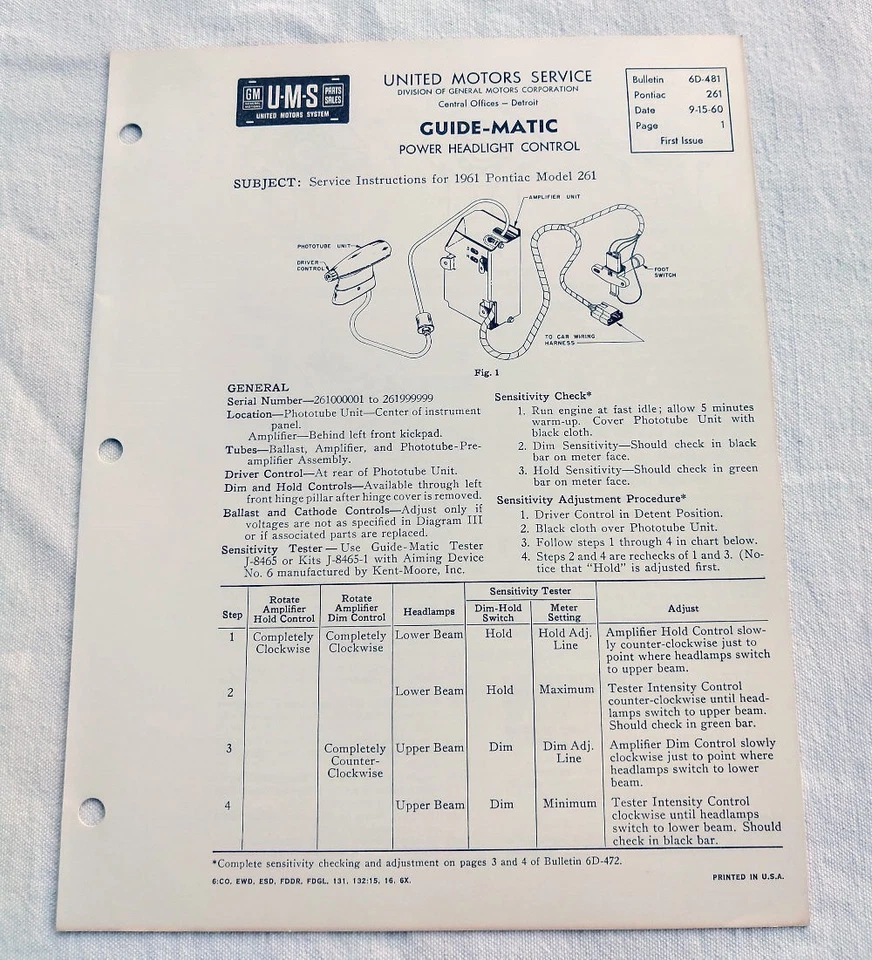 GM
GENERAL MOTORS
U·M·S
PARTS SALES
UNITED MOTORS SYSTEM
UNITED MOTORS SERVICE
DIVISION OF GENERAL MOTORS CORPORATION
Central Offices — Detroit
GUIDE-MATIC
POWER HEADLIGHT CONTROL
Bulletin 6D-481
Pontiac 261
Date 9-15-60
Page 1
First Issue
SUBJECT: Service Instructions for 1961 Pontiac Model 261
AMPLIFIER UNIT
PHOTOTUBE UNIT
DRIVER
CONTROL
FOOT
SWITCH
TO CAR WIRING
HARNESS
Fig. 1
GENERAL
Serial Number—261000001 to 261999999
Location—Phototube Unit—Center of instrument
panel.
Amplifier—Behind left front kickpad.
Tubes—Ballast, Amplifier, and Phototube-Pre-
amplifier Assembly.
Driver Control—At rear of Phototube Unit.
Dim and Hold Controls—Available through left
front hinge pillar after hinge cover is removed.
Ballast and Cathode Controls—Adjust only if
voltages are not as specified in Diagram III
or if associated parts are replaced.
Sensitivity Tester—Use Guide-Matic Tester
J-8465 or Kits J-8465-1 with Aiming Device
No. 6 manufactured by Kent-Moore, Inc.
Sensitivity Check*
1. Run engine at fast idle; allow 5 minutes
warm-up. Cover Phototube Unit with
black cloth.
2. Dim Sensitivity—Should check in black
bar on meter face.
3. Hold Sensitivity—Should check in green
bar on meter face.
Sensitivity Adjustment Procedure*
1. Driver Control in Detent Position.
2. Black cloth over Phototube Unit.
3. Follow steps 1 through 4 in chart below.
4. Steps 2 and 4 are rechecks of 1 and 3. (No-
tice that "Hold" is adjusted first.
Step
Rotate
Amplifier
Hold Control
Rotate
Amplifier
Dim Control
Headlamps
Sensitivity Tester
Dim-Hold
Switch
Meter
Setting
Adjust
1
Completely
Clockwise
Completely
Clockwise
Lower Beam
Hold
Hold Adj.
Line
Amplifier Hold Control slow-
ly counter-clockwise just to
point where headlamps switch
to upper beam.
2
Lower Beam
Hold
Maximum
Tester Intensity Control
counter-clockwise until head-
lamps switch to upper beam.
Should check in green bar.
3
Completely
Counter-
Clockwise
Upper Beam
Dim
Dim Adj.
Line
Amplifier Dim Control slowly
clockwise just to point where
headlamps switch to lower
beam.
4
Upper Beam
Dim
Minimum
Tester Intensity Control
clockwise until headlamps
switch to lower beam. Should
check in black bar.
*Complete sensitivity checking and adjustment on pages 3 and 4 of Bulletin 6D-472.
6:CO. EWD, ESD, FDDR, FDGL, 131, 132:15, 16, 6X.
PRINTED IN U.S.A.